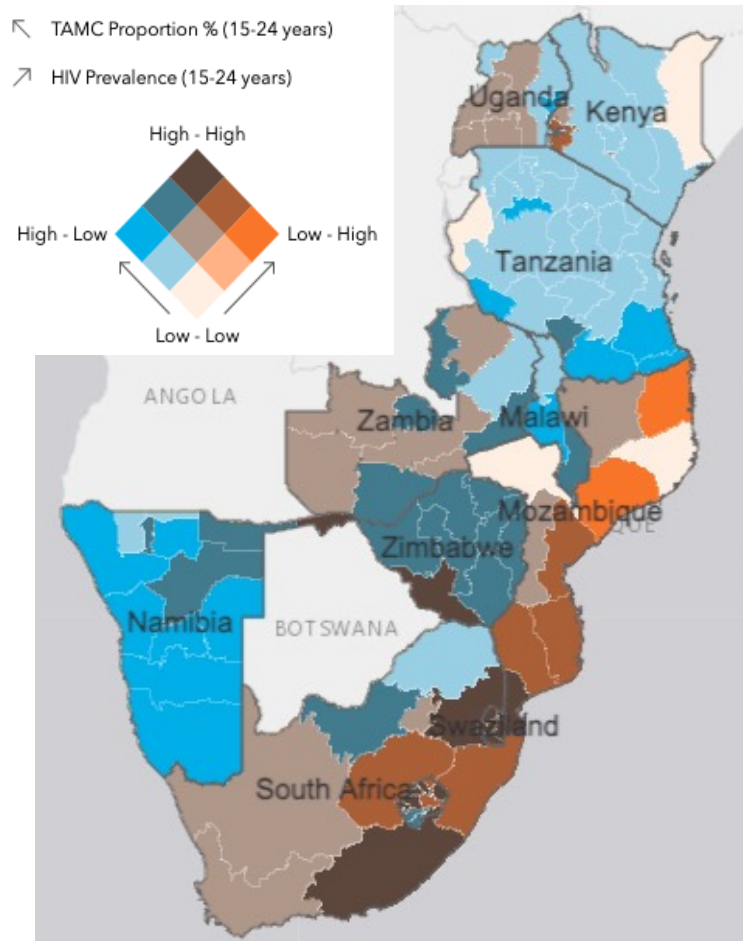 TAMC Proportion % (15-24 years)
HIV Prevalence (15-24 years)
High - High
High - Low
Low - High
Low - Low
Uganda
Kenya
Tanzania
ANGOLA
Zambia
Malawi
Mozambique
QUE
Zimbabwe
Namibia
BOTSWANA
Swaziland
South Africa